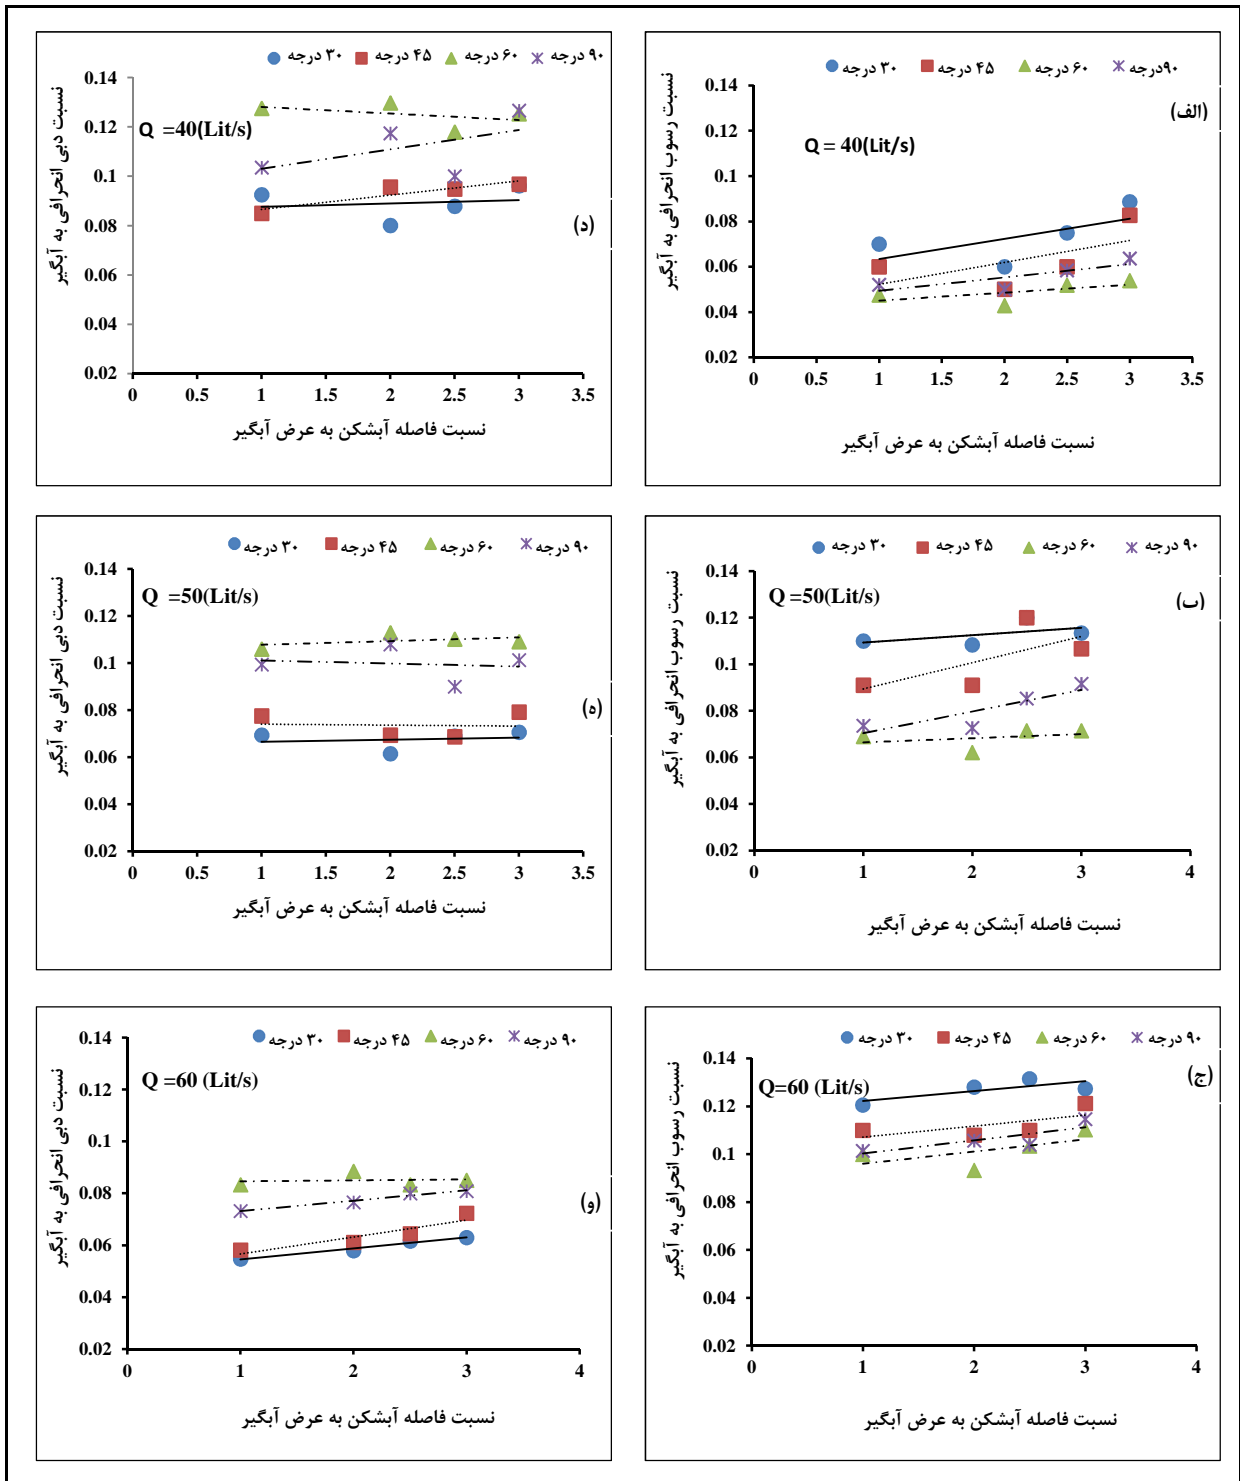 ۳۰ درجه ۴۵ درجه ۶۰ درجه ۹۰درجه
(الف)
Q = 40(Lit/s)
نسبت رسوب انحرافی به آبگیر
0.14
0.12
0.1
0.08
0.06
0.04
0.02
0 0.5 1 1.5 2 2.5 3 3.5
نسبت فاصله آبشکن به عرض آبگیر
۳۰ درجه ۴۵ درجه ۶۰ درجه ۹۰ درجه
(د)
Q =40(Lit/s)
نسبت دبی انحرافی به آبگیر
0.14
0.12
0.1
0.08
0.06
0.04
0.02
0 0.5 1 1.5 2 2.5 3 3.5
نسبت فاصله آبشکن به عرض آبگیر
۳۰ درجه ۴۵ درجه ۶۰ درجه ۹۰ درجه
(ب)
Q =50(Lit/s)
نسبت رسوب انحرافی به آبگیر
0.14
0.12
0.1
0.08
0.06
0.04
0.02
0 1 2 3 4
نسبت فاصله آبشکن به عرض آبگیر
۳۰ درجه ۴۵ درجه ۶۰ درجه ۹۰ درجه
(ه)
Q =50(Lit/s)
نسبت دبی انحرافی به آبگیر
0.14
0.12
0.1
0.08
0.06
0.04
0.02
0 0.5 1 1.5 2 2.5 3 3.5
نسبت فاصله آبشکن به عرض آبگیر
۳۰ درجه ۴۵ درجه ۶۰ درجه ۹۰ درجه
(ج)
Q=60 (Lit/s)
نسبت رسوب انحرافی به آبگیر
0.14
0.12
0.1
0.08
0.06
0.04
0.02
0 1 2 3 4
نسبت فاصله آبشکن به عرض آبگیر
۳۰ درجه ۴۵ درجه ۶۰ درجه ۹۰ درجه
(و)
Q =60 (Lit/s)
نسبت دبی انحرافی به آبگیر
0.14
0.12
0.1
0.08
0.06
0.04
0.02
0 1 2 3 4
نسبت فاصله آبشکن به عرض آبگیر